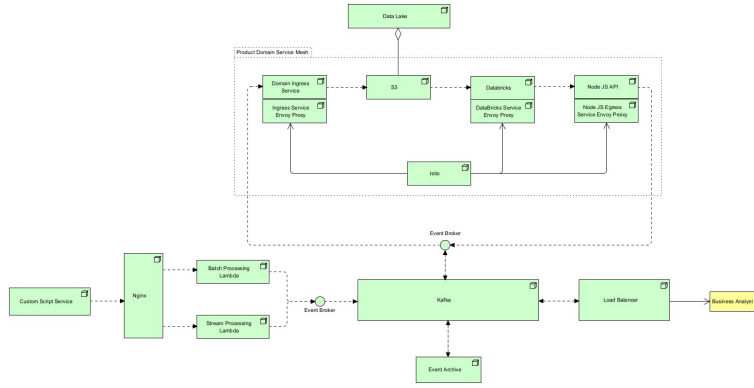 Data Lake
Product Domain Service Mesh
Domain Ingress
Service
S3
Databricks
Node JS API
Ingress Service
Envoy Proxy
DataBricks Service
Envoy Proxy
Node JS Egress
Service Envoy Proxy
Istio
Event Broker
Batch Processing
Lambda
Custom Script Service
Nginx
Event Broker
Kafka
Load Balancer
Business Analyst
Stream Processing
Lambda
Event Archive